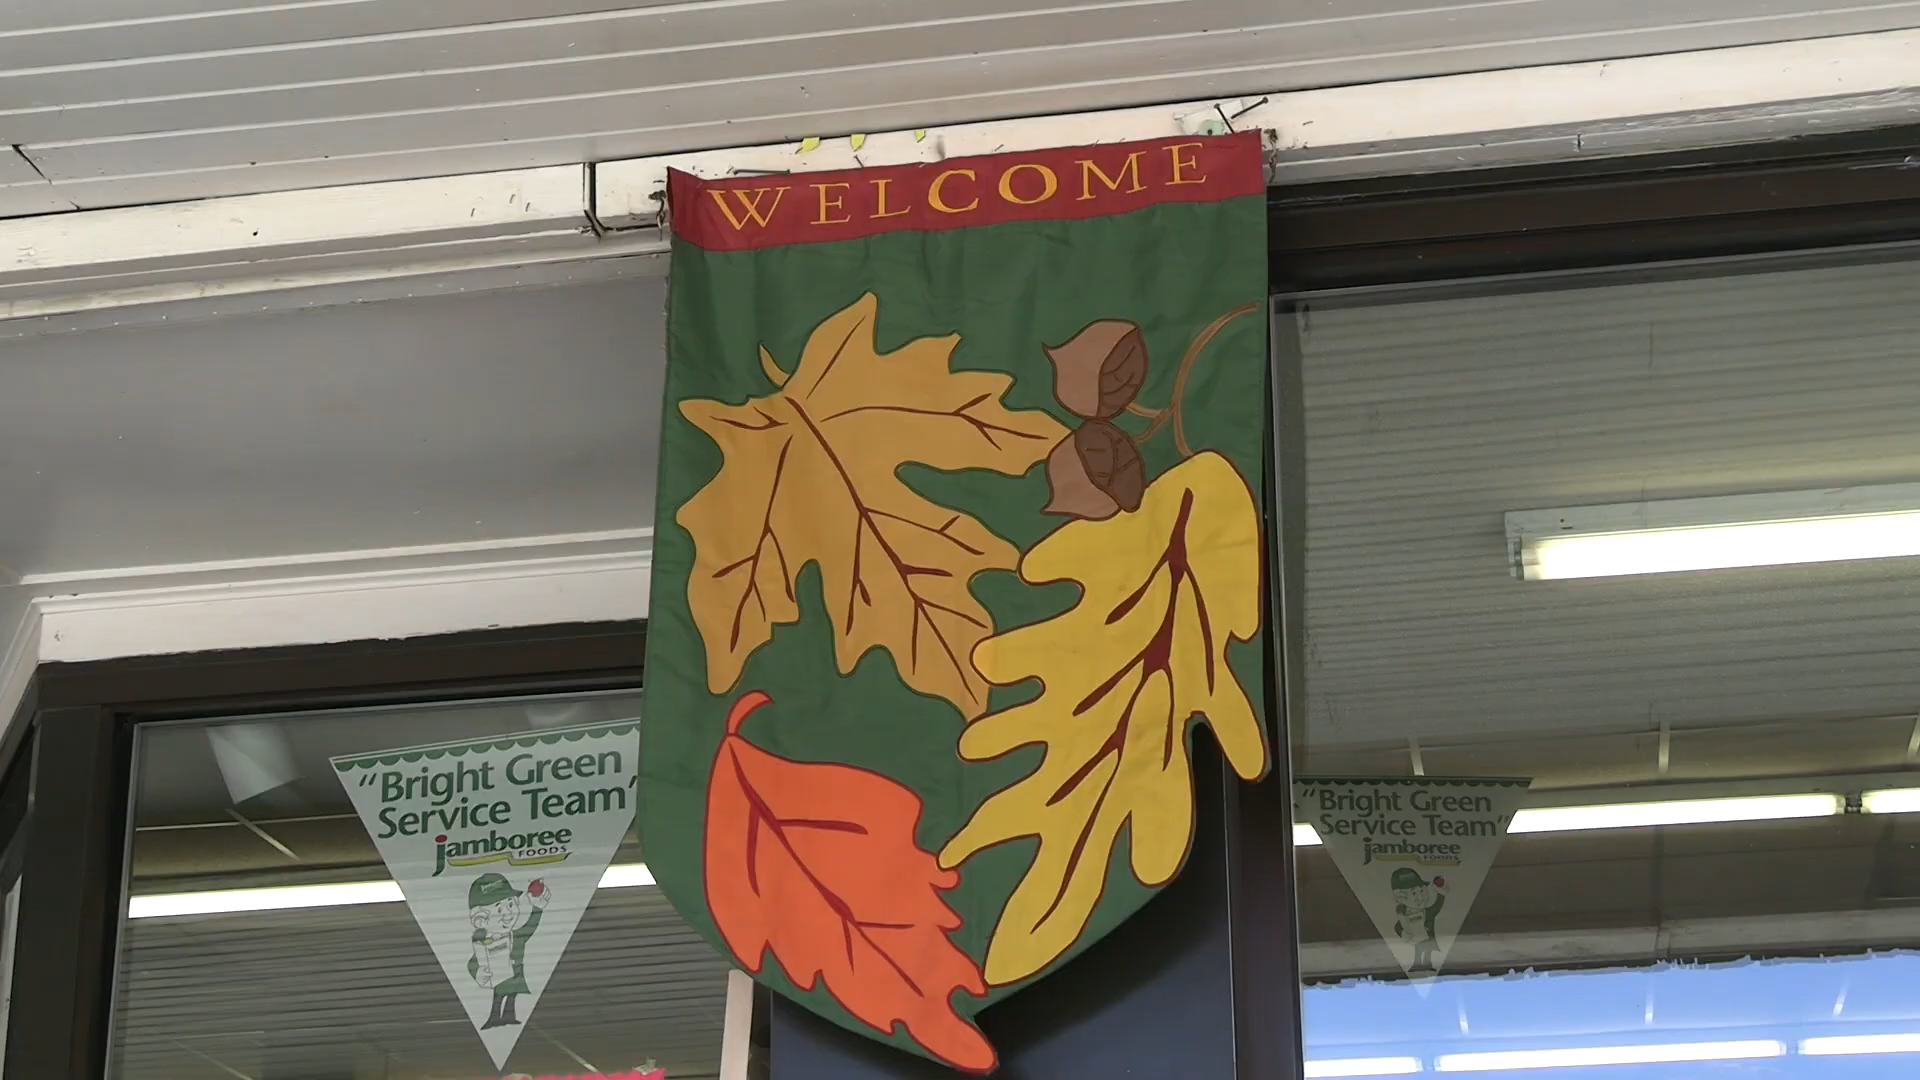 WELCOME
"Bright Green
Service Team"
jamboree
FOODS
"Bright Green
Service Team"
jamboree
FOODS